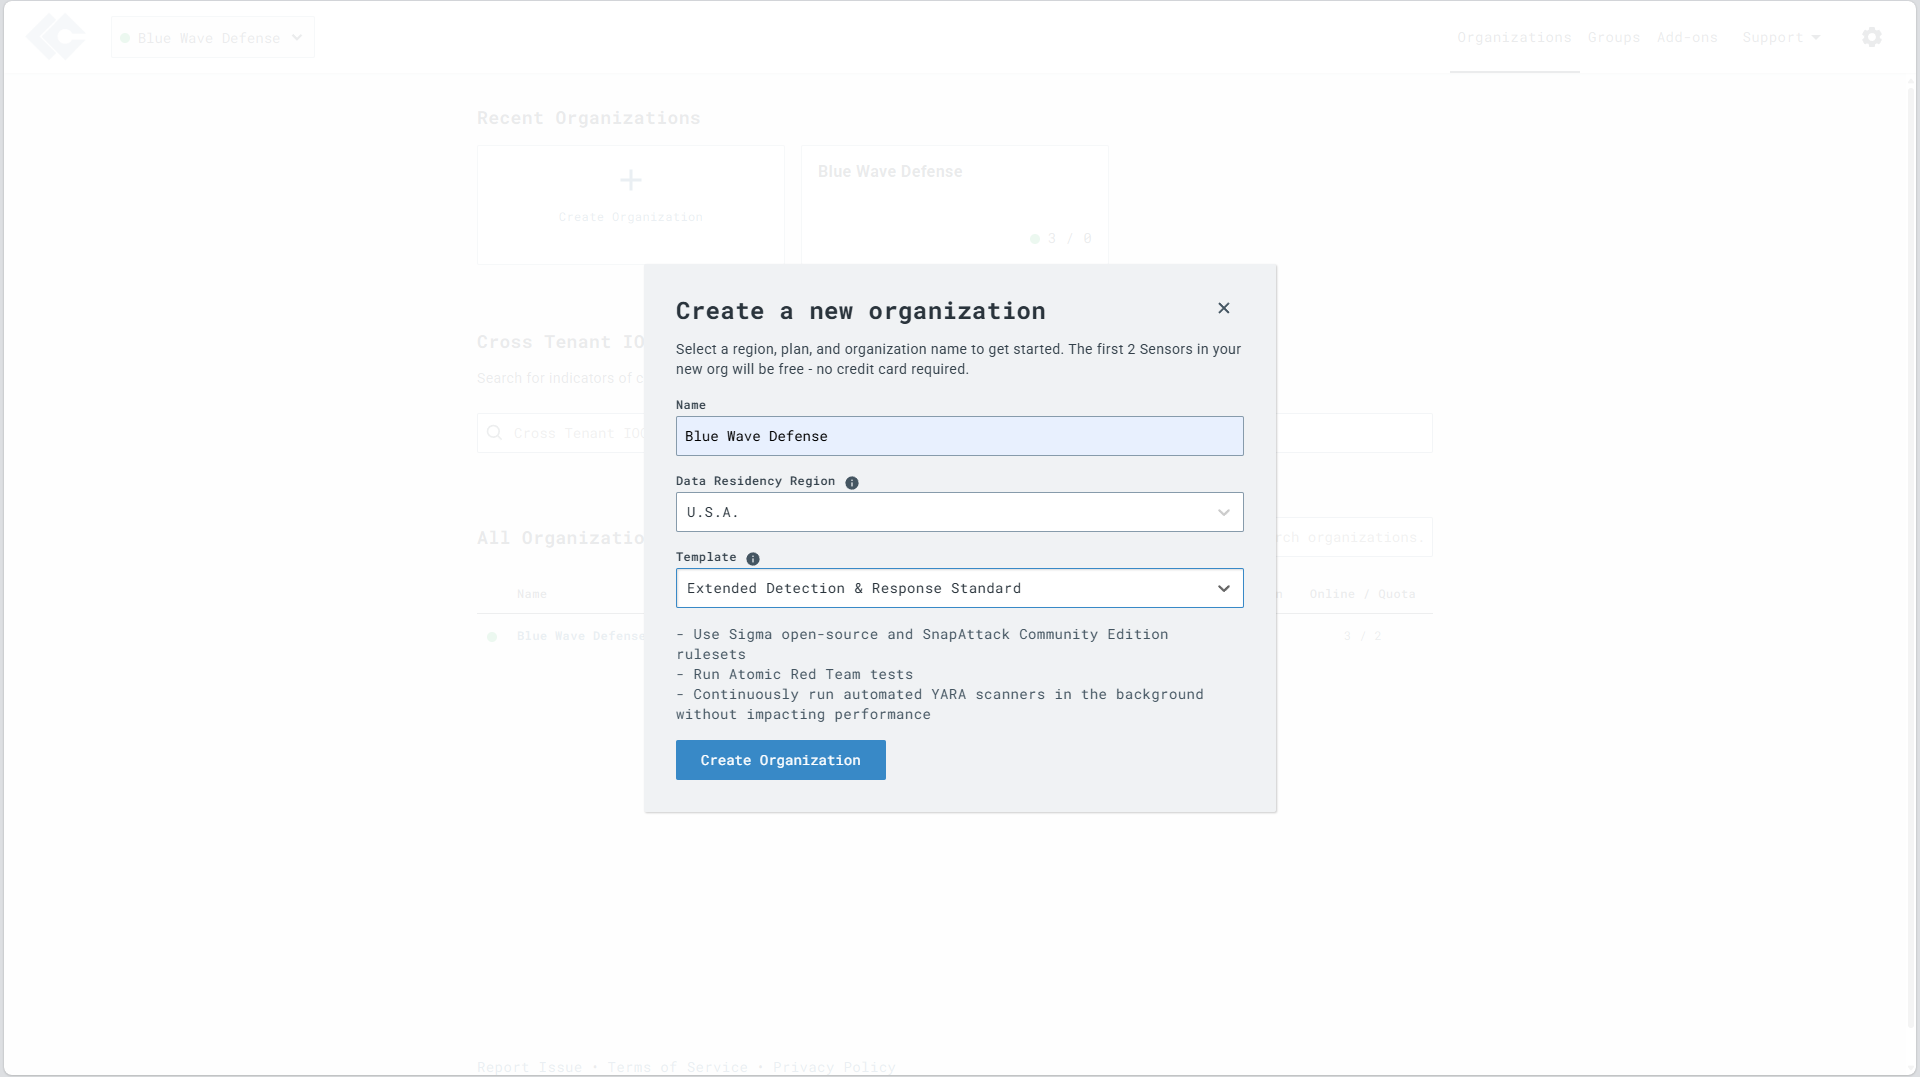 Blue Wave Defense
Organizations
Groups
Add-ons
Support
Recent Organizations
Create Organization
Blue Wave Defense
3 / 0
Create a new organization
Select a region, plan, and organization name to get started. The first 2 Sensors in your
new org will be free - no credit card required.
Name
Blue Wave Defense
Data Residency Region
U.S.A.
Template
Extended Detection & Response Standard
- Use Sigma open-source and SnapAttack Community Edition
rulesets
- Run Atomic Red Team tests
- Continuously run automated YARA scanners in the background
without impacting performance
Create Organization
Cross Tenant IO
Search for indicators of c
Cross Tenant IO
All Organizatio
rch organizations.
Name
n
Online / Quota
Blue Wave Defense
3 / 2
Report Issue • Terms of Service • Privacy Policy